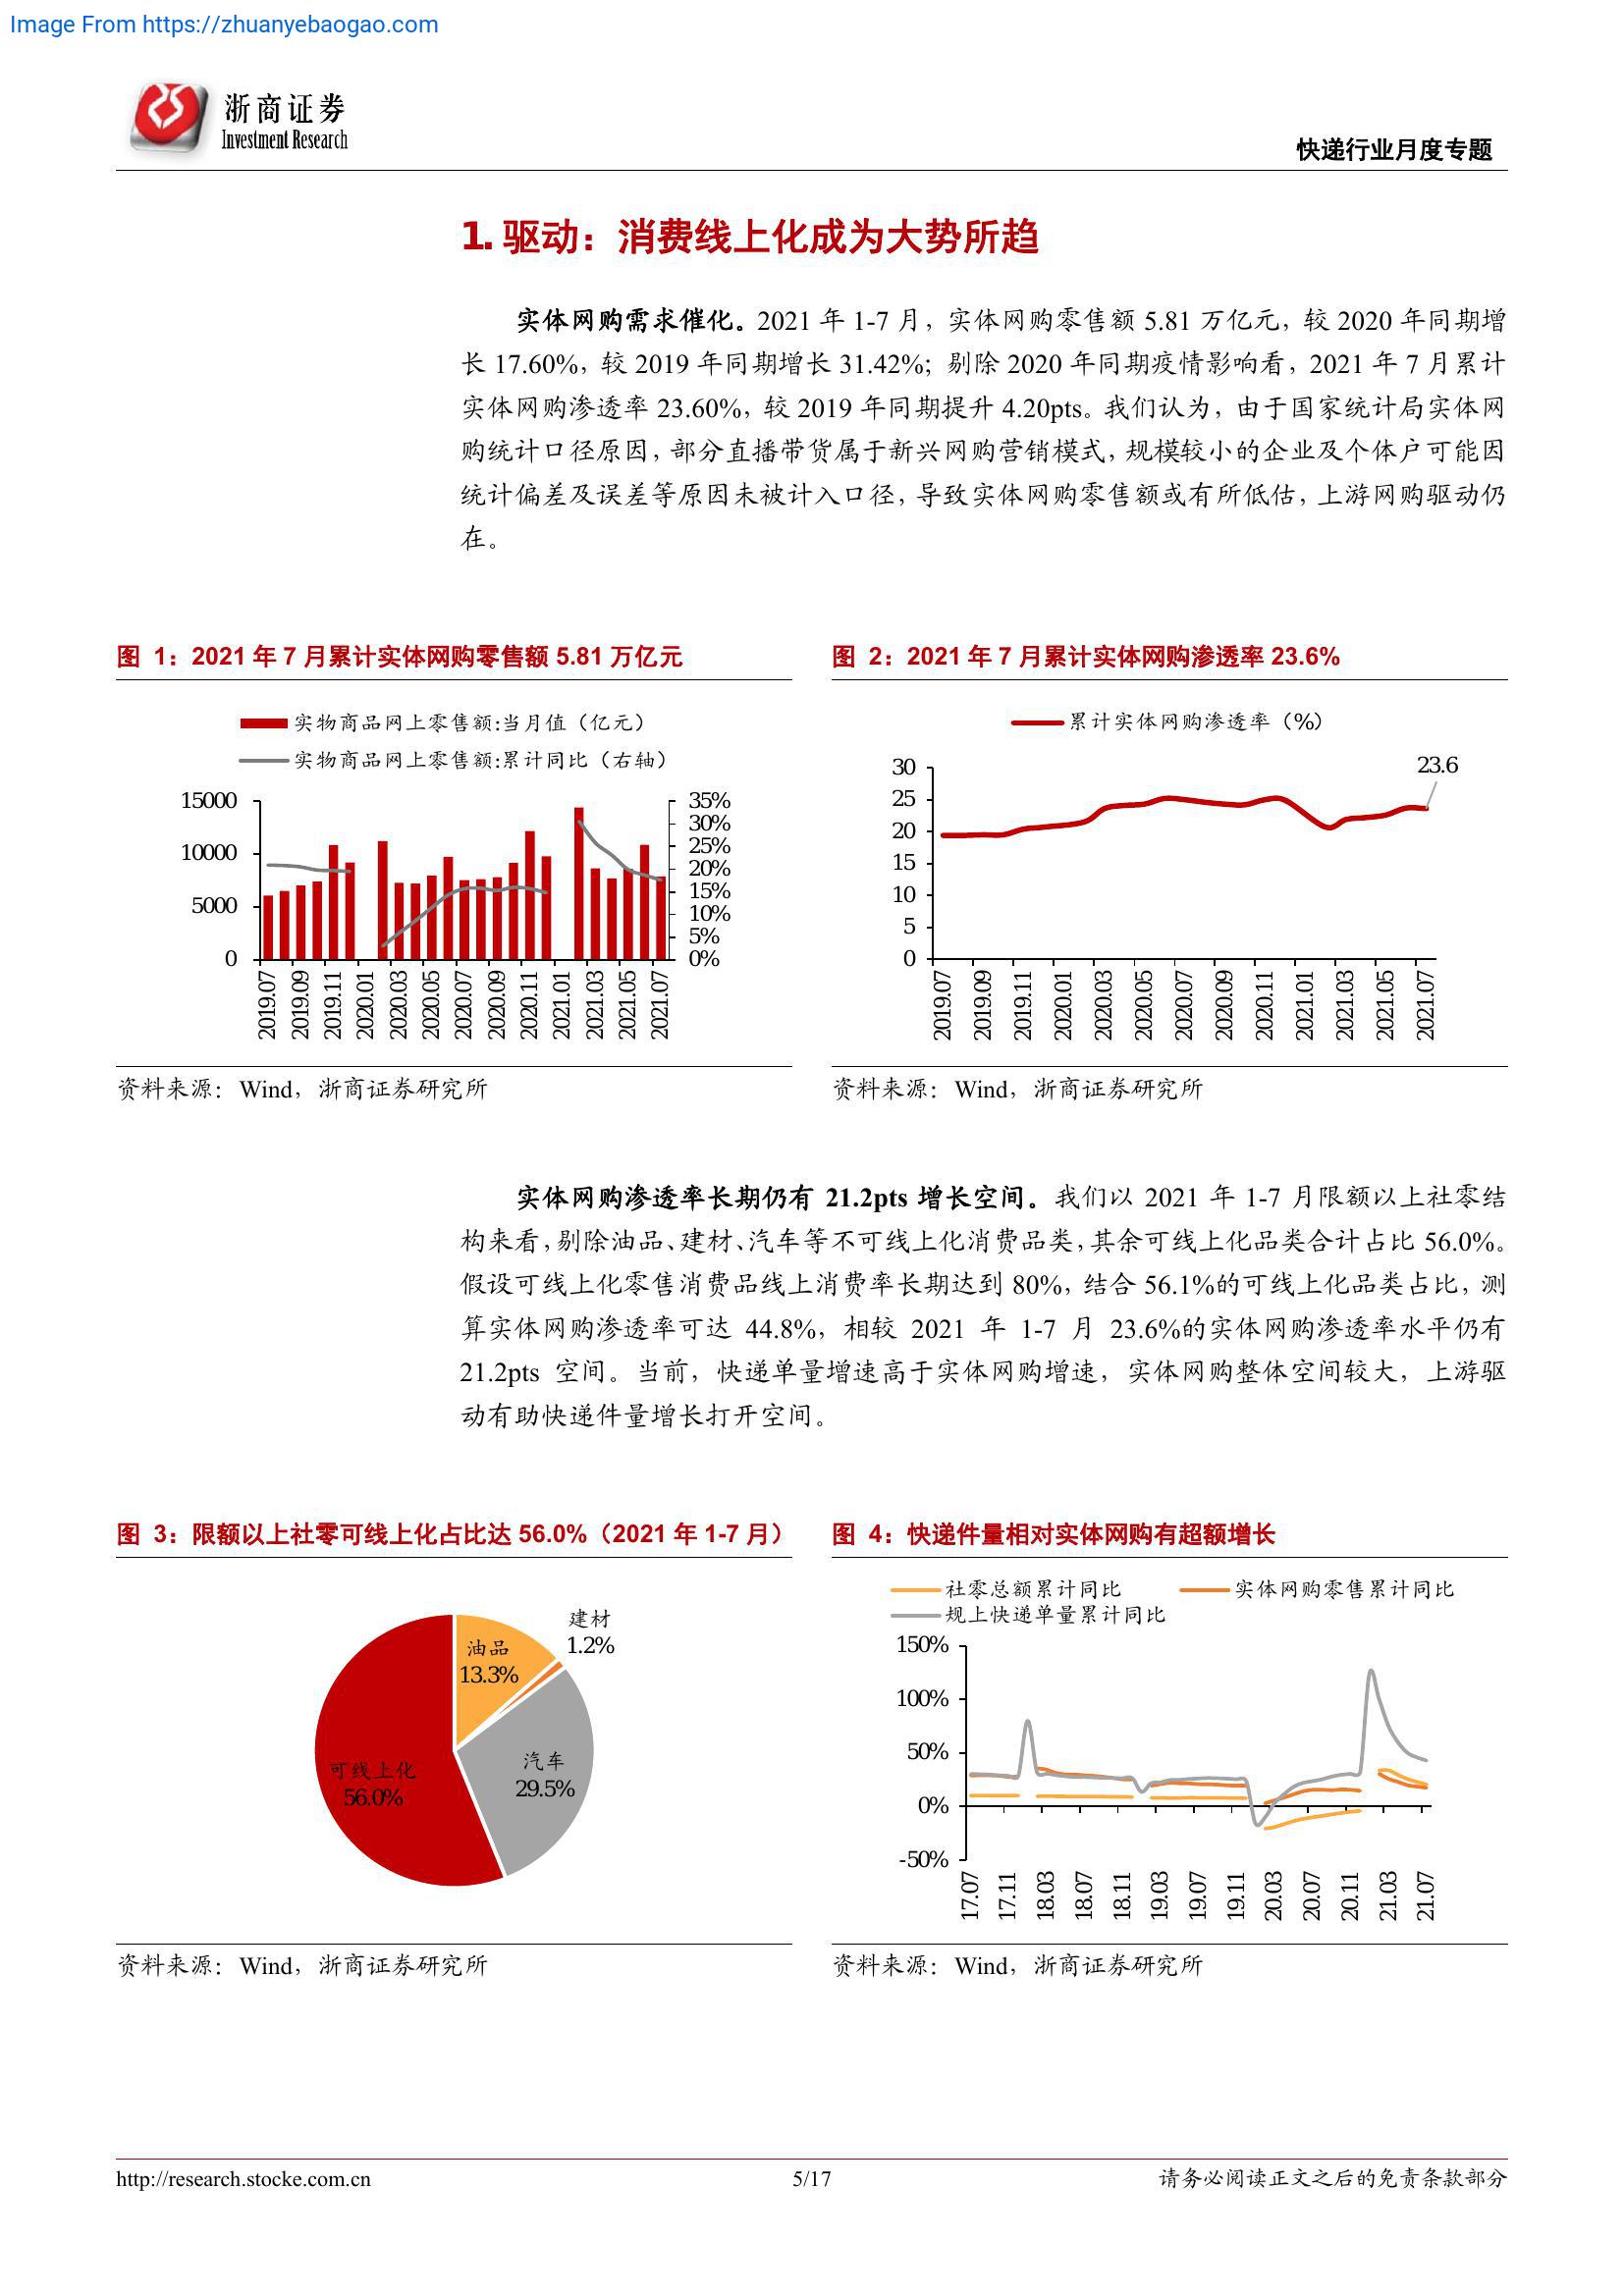 Image From https://zhuanyebaogao.com
浙商证券
Investment Research
快递行业月度专题
1. 驱动：消费线上化成为大势所趋
实体网购需求催化。2021 年 1-7 月，实体网购零售额 5.81 万亿元，较 2020 年同期增
长 17.60%，较 2019 年同期增长 31.42%；剔除 2020 年同期疫情影响看，2021 年 7 月累计
实体网购渗透率 23.60%，较 2019 年同期提升 4.20pts。我们认为，由于国家统计局实体网
购统计口径原因，部分直播带货属于新兴网购营销模式，规模较小的企业及个体户可能因
统计偏差及误差等原因未被计入口径，导致实体网购零售额或有所低估，上游网购驱动仍
在。
图 1：2021 年 7 月累计实体网购零售额 5.81 万亿元
实物商品网上零售额:当月值（亿元）
实物商品网上零售额:累计同比（右轴）
15000
10000
5000
0
35%
30%
25%
20%
15%
10%
5%
0%
2019.07
2019.09
2019.11
2020.01
2020.03
2020.05
2020.07
2020.09
2020.11
2021.01
2021.03
2021.05
2021.07
资料来源：Wind，浙商证券研究所
图 2：2021 年 7 月累计实体网购渗透率 23.6%
累计实体网购渗透率（%）
30
25
20
15
10
5
0
23.6
2019.07
2019.09
2019.11
2020.01
2020.03
2020.05
2020.07
2020.09
2020.11
2021.01
2021.03
2021.05
2021.07
资料来源：Wind，浙商证券研究所
实体网购渗透率长期仍有 21.2pts 增长空间。我们以 2021 年 1-7 月限额以上社零结
构来看，剔除油品、建材、汽车等不可线上化消费品类，其余可线上化品类合计占比 56.0%。
假设可线上化零售消费品线上消费率长期达到 80%，结合 56.1%的可线上化品类占比，测
算实体网购渗透率可达 44.8%，相较 2021 年 1-7 月 23.6%的实体网购渗透率水平仍有
21.2pts 空间。当前，快递单量增速高于实体网购增速，实体网购整体空间较大，上游驱
动有助快递件量增长打开空间。
图 3：限额以上社零可线上化占比达 56.0%（2021 年 1-7 月）
建材
1.2%
油品
13.3%
汽车
29.5%
可线上化
56.0%
资料来源：Wind，浙商证券研究所
图 4：快递件量相对实体网购有超额增长
社零总额累计同比
实体网购零售累计同比
规上快递单量累计同比
150%
100%
50%
0%
-50%
17.07
17.11
18.03
18.07
18.11
19.03
19.07
19.11
20.03
20.07
20.11
21.03
21.07
资料来源：Wind，浙商证券研究所
http://research.stocke.com.cn
5/17
请务必阅读正文之后的免责条款部分